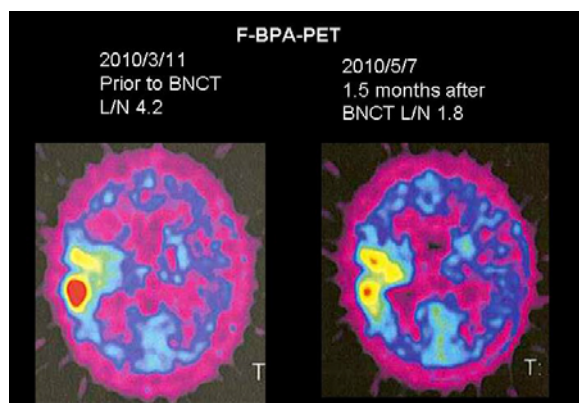 F-BPA-PET
2010/3/11
Prior to BNCT
L/N 4.2
2010/5/7
1.5 months after
BNCT L/N 1.8
T
T: